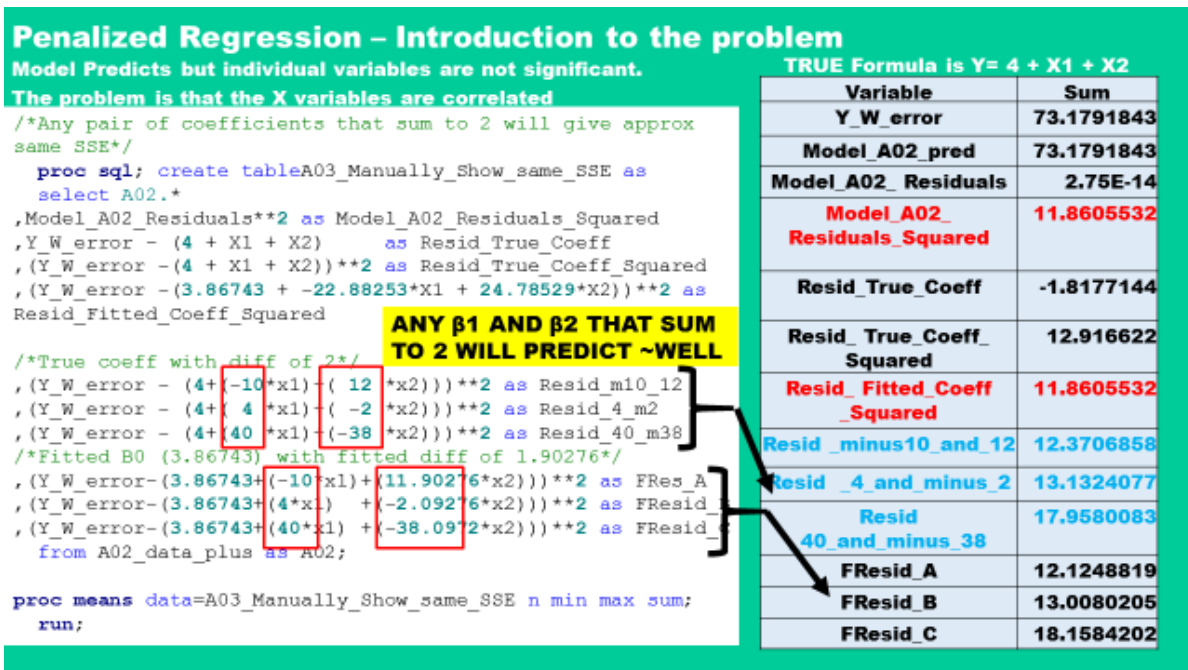 Penalized Regression – Introduction to the problem
Model Predicts but individual variables are not significant.
The problem is that the X variables are correlated
/*Any pair of coefficients that sum to 2 will give approx
same SSE*/
proc sql; create tableA03_Manually_Show_same_SSE as
select A02.*
,Model_A02_Residuals**2 as Model_A02_Residuals_Squared
,Y_W_error - (4 + X1 + X2) as Resid_True_Coeff
,(Y_W_error -(4 + X1 + X2))**2 as Resid_True_Coeff_Squared
,(Y_W_error -(3.86743 + -22.88253*X1 + 24.78529*X2))**2 as
Resid_Fitted_Coeff_Squared
ANY β1 AND β2 THAT SUM
TO 2 WILL PREDICT ~WELL
/*True coeff with diff of 2*/
,(Y_W_error - (4+(-10*x1)+( 12 *x2)))**2 as Resid_m10_12
,(Y_W_error - (4+( 4 *x1)+( -2 *x2)))**2 as Resid_4_m2
,(Y_W_error - (4+(40 *x1)+(-38 *x2)))**2 as Resid_40_m38
/*Fitted B0 (3.86743) with fitted diff of 1.90276*/
,(Y_W_error-(3.86743+(-10*x1)+(11.90276*x2)))**2 as FRes_A
,(Y_W_error-(3.86743+(4*x1) +(-2.09276*x2)))**2 as FResid_
,(Y_W_error-(3.86743+(40*x1) +(-38.0972*x2)))**2 as FResid_
from A02_data_plus as A02;
proc means data=A03_Manually_Show_same_SSE n min max sum;
run;
TRUE Formula is Y= 4 + X1 + X2
Variable Sum
Y_W_error 73.1791843
Model_A02_pred 73.1791843
Model_A02_ Residuals 2.75E-14
Model_A02_ 11.8605532
Residuals_Squared
Resid_True_Coeff -1.8177144
Resid_ True_Coeff_ 12.916622
Squared
Resid_ Fitted_Coeff 11.8605532
_Squared
Resid _minus10_and_12 12.3706858
Resid _4_and_minus_2 13.1324077
Resid 17.9580083
40_and_minus_38
FResid_A 12.1248819
FResid_B 13.0080205
FResid_C 18.1584202